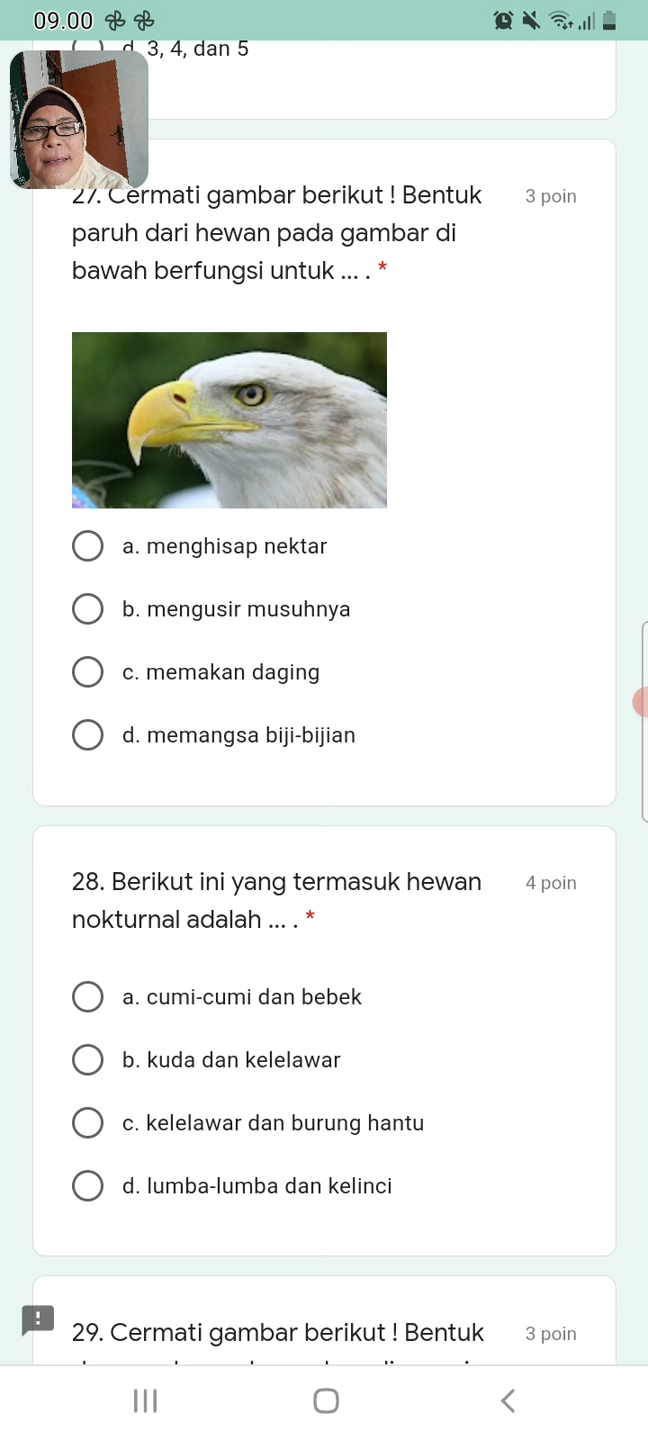 09.00
d. 3, 4, dan 5
27. Cermati gambar berikut ! Bentuk
3 poin
paruh dari hewan pada gambar di
bawah berfungsi untuk ... . *
a. menghisap nektar
b. mengusir musuhnya
c. memakan daging
d. memangsa biji-bijian
28. Berikut ini yang termasuk hewan
4 poin
nokturnal adalah ... . *
a. cumi-cumi dan bebek
b. kuda dan kelelawar
c. kelelawar dan burung hantu
d. lumba-lumba dan kelinci
29. Cermati gambar berikut ! Bentuk
3 poin